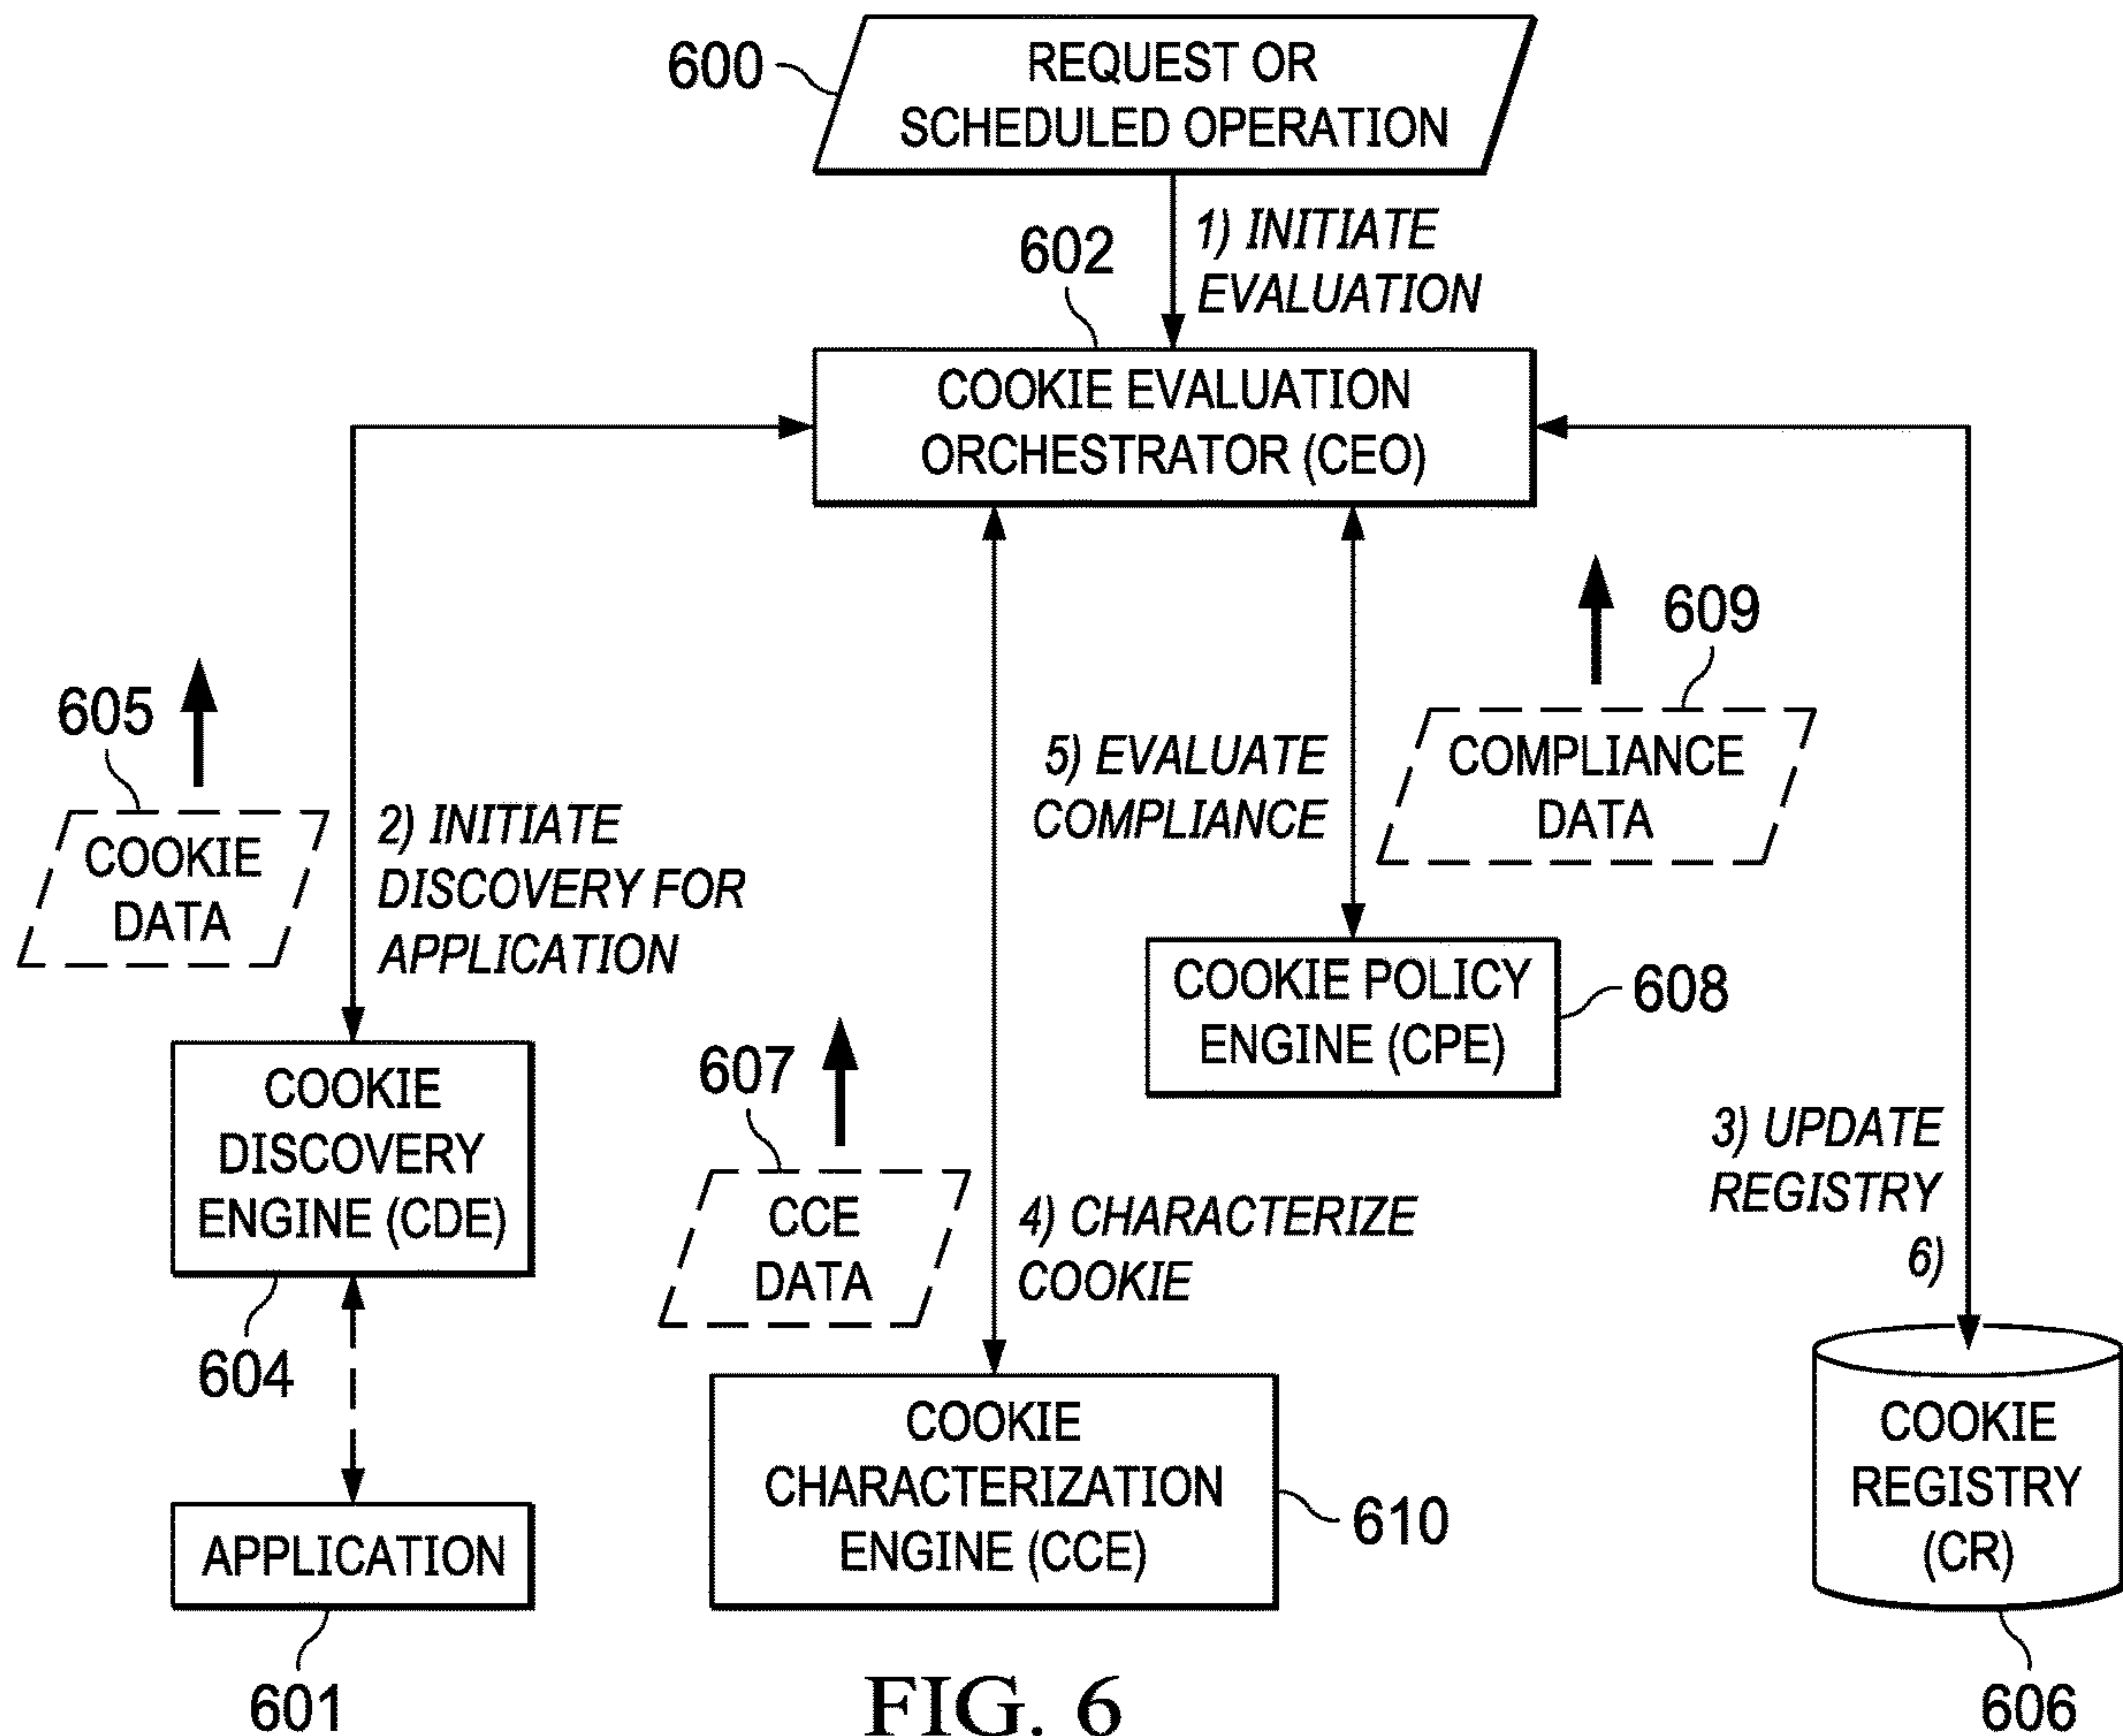 600
REQUEST OR
SCHEDULED OPERATION
602
1) INITIATE
EVALUATION
COOKIE EVALUATION
ORCHESTRATOR (CEO)
605
COOKIE
DATA
2) INITIATE
DISCOVERY FOR
APPLICATION
5) EVALUATE
COMPLIANCE
609
COMPLIANCE
DATA
COOKIE POLICY
ENGINE (CPE)
608
COOKIE
DISCOVERY
ENGINE (CDE)
604
607
CCE
DATA
4) CHARACTERIZE
COOKIE
3) UPDATE
REGISTRY
6)
APPLICATION
601
COOKIE
CHARACTERIZATION
ENGINE (CCE)
610
COOKIE
REGISTRY
(CR)
606
FIG. 6